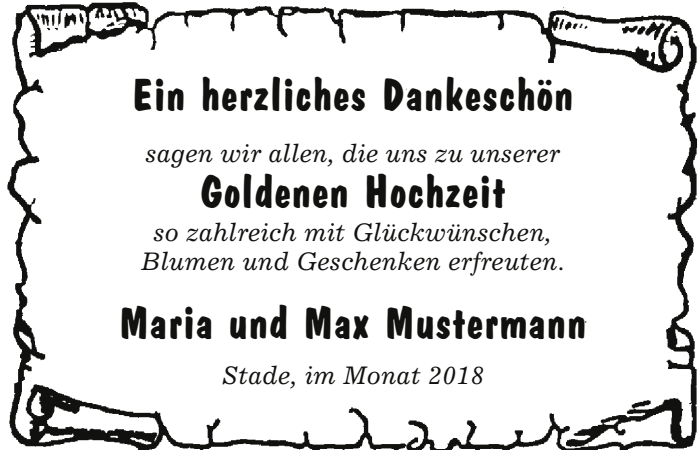 Ein herzliches Dankeschön
sagen wir allen, die uns zu unserer
Goldenen Hochzeit
so zahlreich mit Glückwünschen,
Blumen und Geschenken erfreuten.
Maria und Max Mustermann
Stade, im Monat 2018